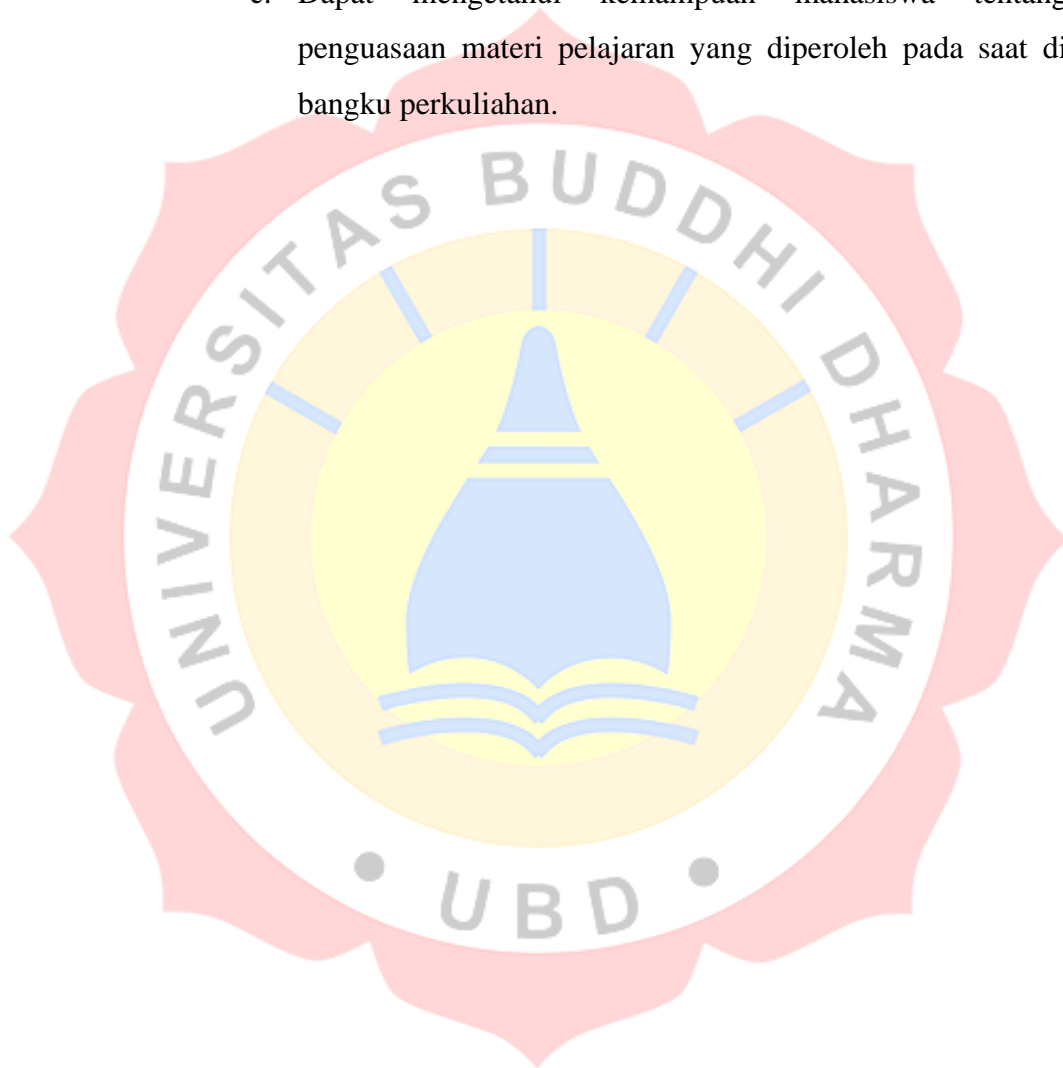 c. Dapat mengetahui kemampuan mahasiswa tentang
penguasaan materi pelajaran yang diperoleh pada saat di
bangku perkuliahan.
UNIVERSITAS BUDDHI DHARMA
• UBD •